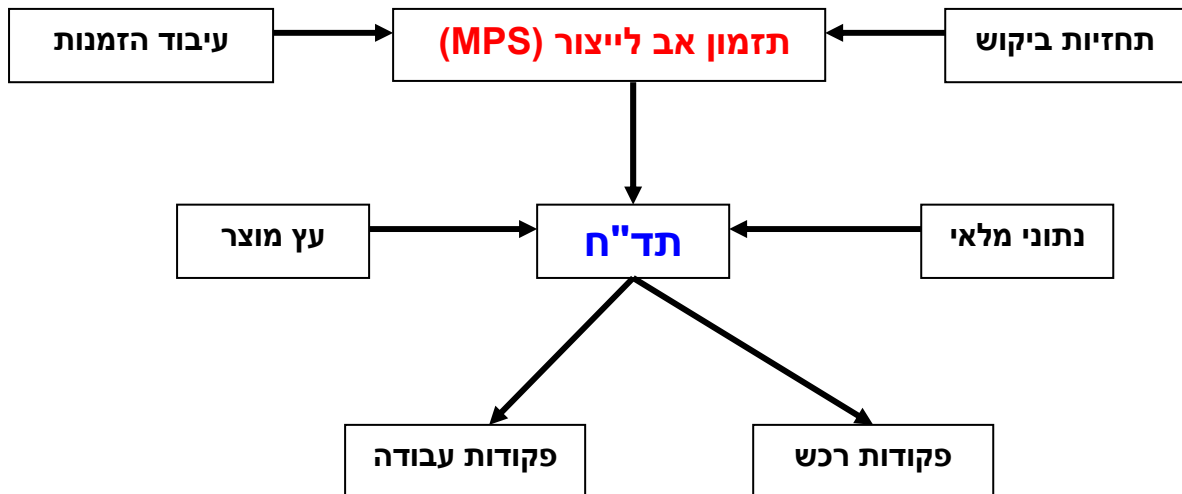 תחזיות ביקוש
תזמון אב לייצור (MPS)
עיבוד הזמנות
נתוני מלאי
תד"ח
עץ מוצר
פקודות רכש
פקודות עבודה